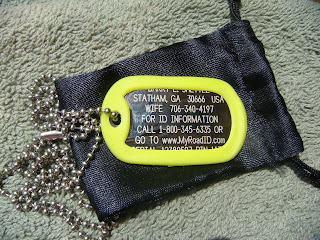 STATHAM, GA 30666 USA
WIFE 706-340-4197
FOR ID INFORMATION
CALL 1-800-345-6335 OR
GO TO www.MyRoadID.com
SERIAL